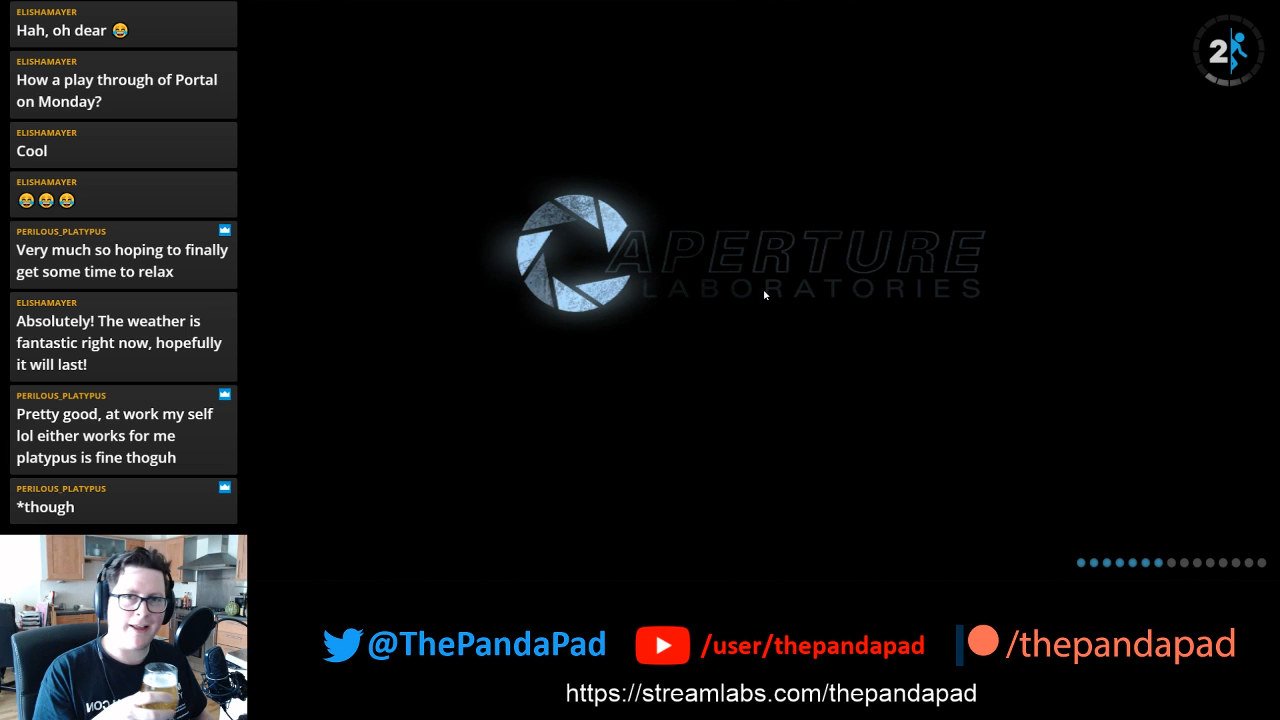 ELISHAMAYER
Hah, oh dear 😂
ELISHAMAYER
How a play through of Portal
on Monday?
ELISHAMAYER
Cool
ELISHAMAYER
😂😂😂
PERILOUS_PLATYPUS
Very much so hoping to finally
get some time to relax
ELISHAMAYER
Absolutely! The weather is
fantastic right now, hopefully
it will last!
PERILOUS_PLATYPUS
Pretty good, at work my self
lol either works for me
platypus is fine thoguh
PERILOUS_PLATYPUS
*though
2
APERTURE
LABORATORIES
@ThePandaPad
/user/thepandapad
/thepandapad
https://streamlabs.com/thepandapad